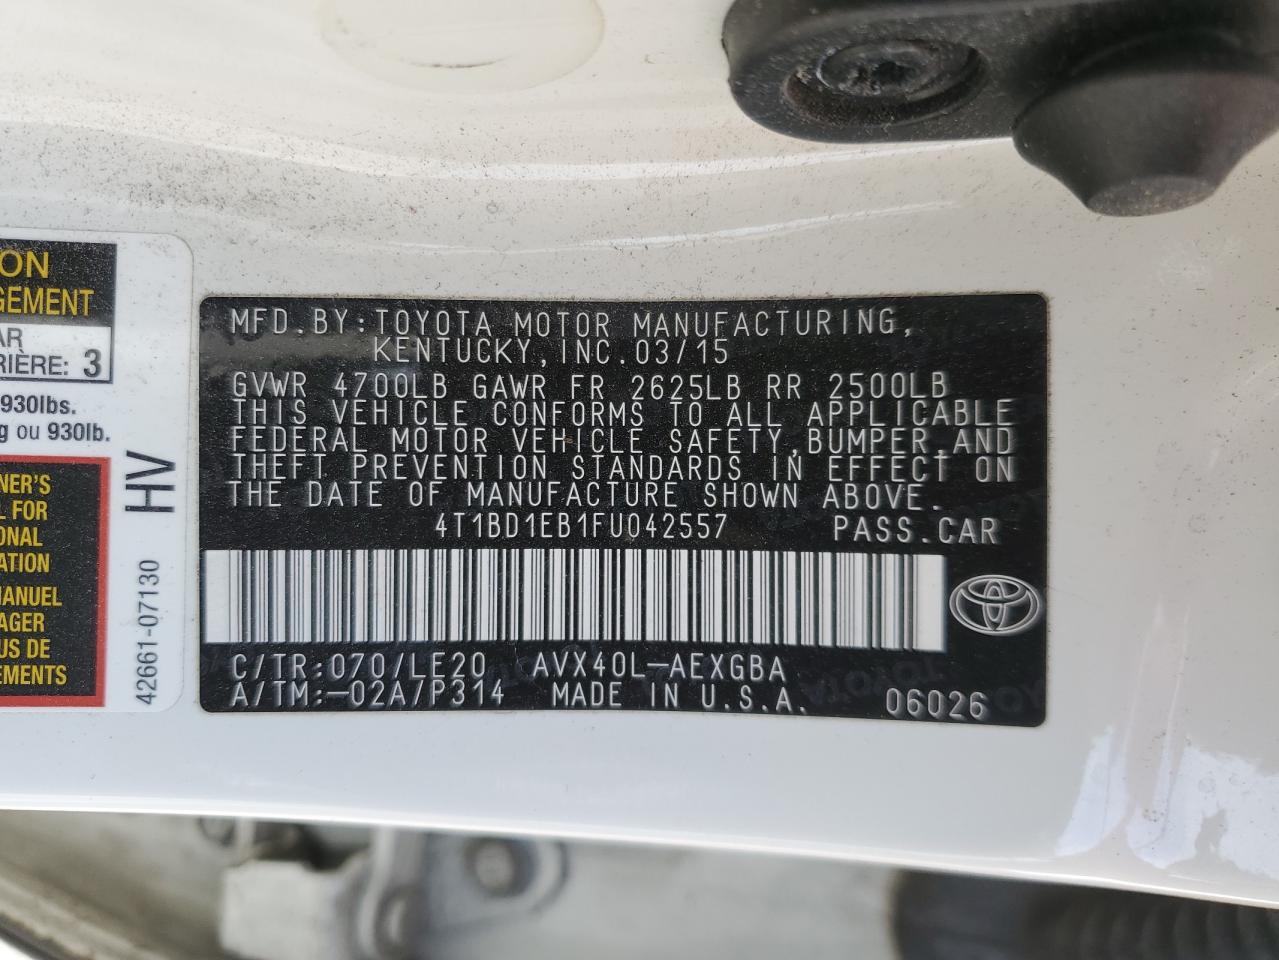 ON
GEMENT
AR
RIÈRE: 3
930lbs.
g ou 930lb.
NER'S
L FOR
ONAL
ATION
MANUEL
AGER
US DE
EMENTS
HV
42661-07130
MFD.BY:TOYOTA MOTOR MANUFACTURING,
KENTUCKY,INC.03/15
GVWR 4700LB GAWR FR 2625LB RR 2500LB
THIS VEHICLE CONFORMS TO ALL APPLICABLE
FEDERAL MOTOR VEHICLE SAFETY,BUMPER,AND
THEFT PREVENTION STANDARDS IN EFFECT ON
THE DATE OF MANUFACTURE SHOWN ABOVE.
4T1BD1EB1FU042557 PASS.CAR
C/TR:070/LE20 AVX40L-AEXGBA
A/TM:-02A/P314 MADE IN U.S.A. 06026